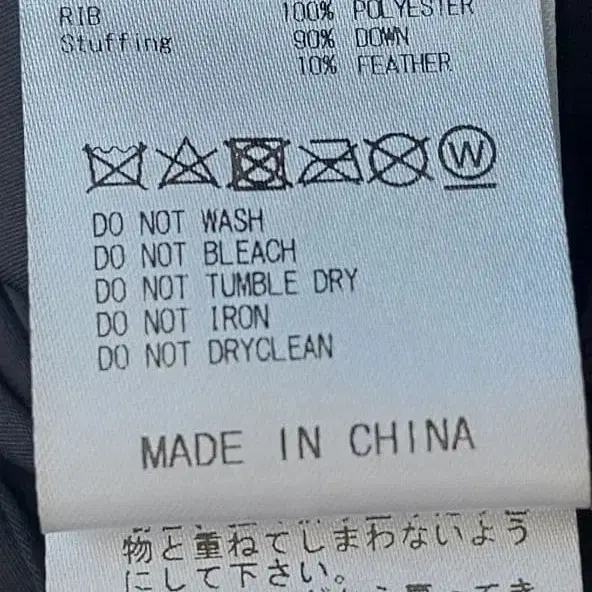 RIB 100% POLYESTER
Stuffing 90% DOWN
10% FEATHER
W
DO NOT WASH
DO NOT BLEACH
DO NOT TUMBLE DRY
DO NOT IRON
DO NOT DRYCLEAN
MADE IN CHINA
物と重ねてしまわないよう
にして下さい。